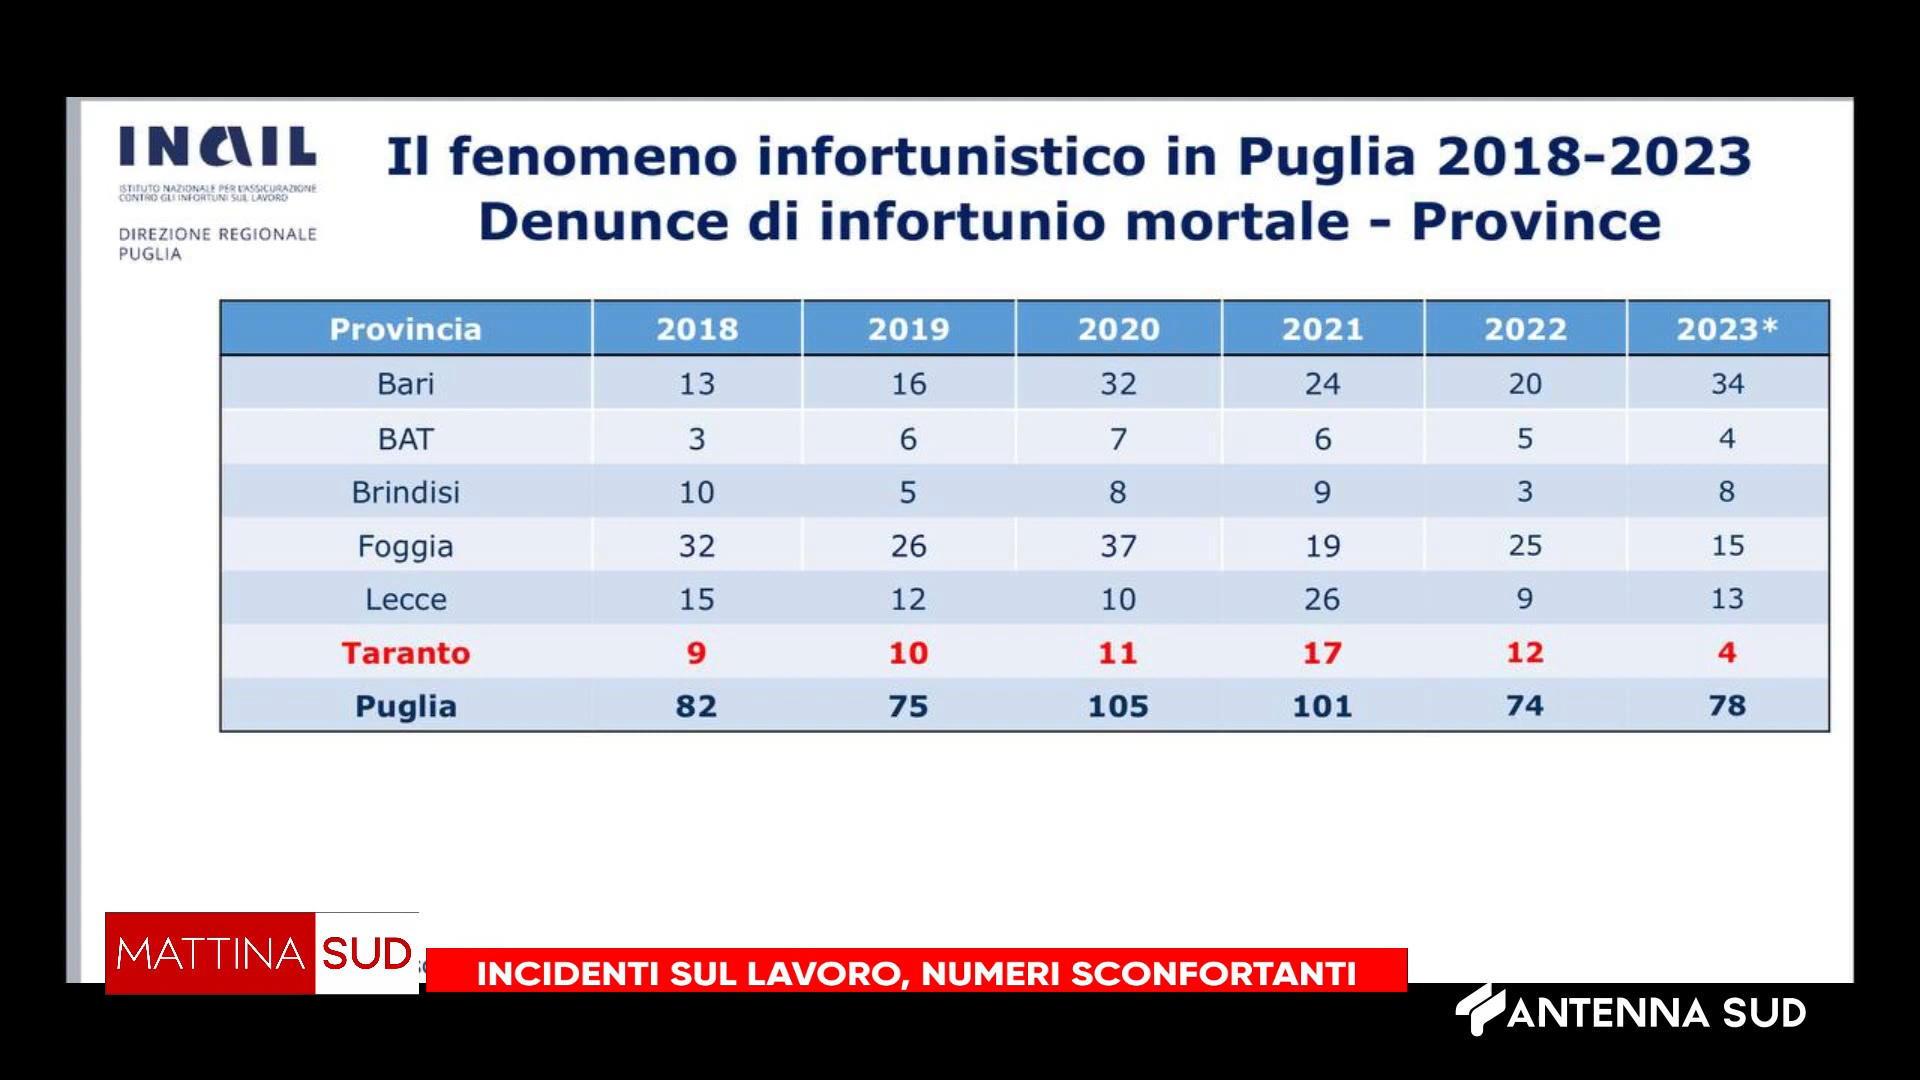 INAIL
ISTITUTO NAZIONALE PER L'ASSICURAZIONE
CONTRO GLI INFORTUNI SUL LAVORO
DIREZIONE REGIONALE
PUGLIA
Il fenomeno infortunistico in Puglia 2018-2023
Denunce di infortunio mortale - Province
Provincia 2018 2019 2020 2021 2022 2023*
Bari 13 16 32 24 20 34
BAT 3 6 7 6 5 4
Brindisi 10 5 8 9 3 8
Foggia 32 26 37 19 25 15
Lecce 15 12 10 26 9 13
Taranto 9 10 11 17 12 4
Puglia 82 75 105 101 74 78
MATTINA SUD
INCIDENTI SUL LAVORO, NUMERI SCONFORTANTI
ANTENNA SUD